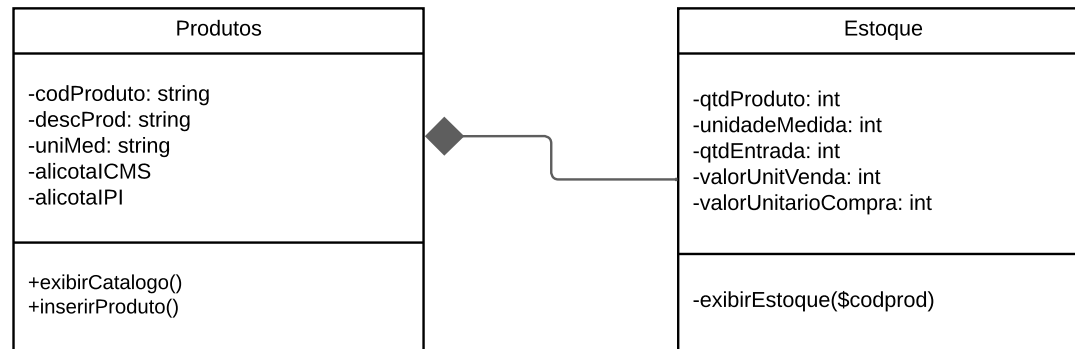 Produtos
-codProduto: string
-descProd: string
-uniMed: string
-alicotaICMS
-alicotaIPI
+exibirCatalogo()
+inserirProduto()
Estoque
-qtdProduto: int
-unidadeMedida: int
-qtdEntrada: int
-valorUnitVenda: int
-valorUnitarioCompra: int
-exibirEstoque($codprod)